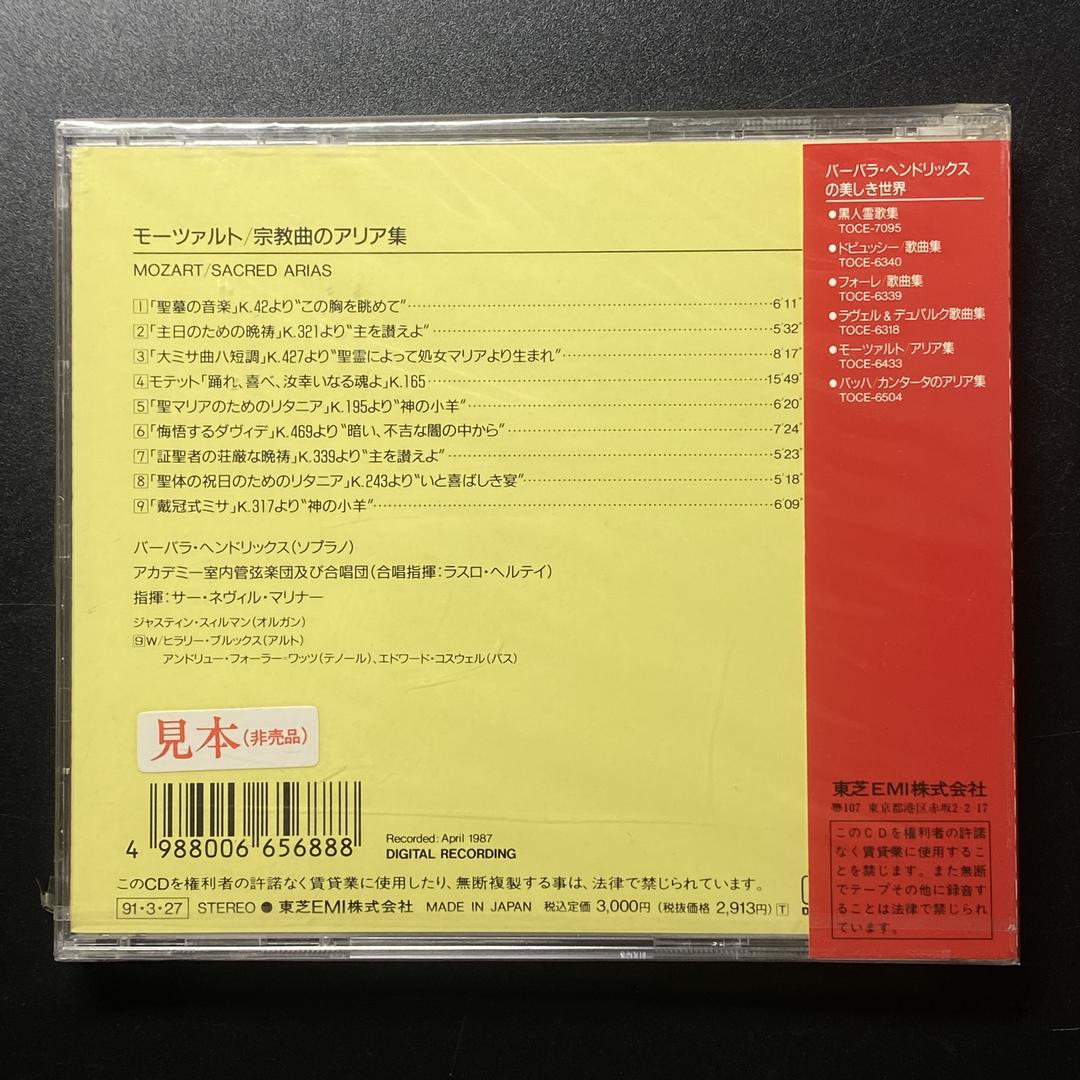 モーツァルト/宗教曲のアリア集
MOZART/SACRED ARIAS
1「聖墓の音楽」K.42より“この胸を眺めて”……6′11″
2「主日のための晩祷」K.321より“主を讃えよ”……5′32″
3「大ミサ曲ハ短調」K.427より“聖霊によって処女マリアより生まれ”……8′17″
4モテット「踊れ、喜べ、汝幸いなる魂よ」K.165……15′49″
5「聖マリアのためのリタニア」K.195より“神の小羊”……6′20″
6「悔悟するダヴィデ」K.469より“暗い、不吉な闇の中から”……7′24″
7「証聖者の荘厳な晩祷」K.339より“主を讃えよ”……5′23″
8「聖体の祝日のためのリタニア」K.243より“いと喜ばしき宴”……5′18″
9「戴冠式ミサ」K.317より“神の小羊”……6′09″
バーバラ・ヘンドリックス(ソプラノ)
アカデミー室内管弦楽団及び合唱団(合唱指揮:ラスロ・ヘルテイ)
指揮:サー・ネヴィル・マリナー
ジャスティン・スィルマン(オルガン)
9W/ヒラリー・ブルックス(アルト)
アンドリュー・フォーラー=ワッツ(テノール)、エドワード・コスウェル(バス)
見本(非売品)
4 988006 656888
Recorded: April 1987
DIGITAL RECORDING
このCDを権利者の許諾なく賃貸業に使用したり、無断複製する事は、法律で禁じられています。
91・3・27 STEREO ● 東芝EMI株式会社 MADE IN JAPAN 税込定価 3,000円(税抜価格 2,913円)T
バーバラ・ヘンドリックス
の美しき世界
●黒人霊歌集
TOCE-7095
●ドビュッシー/歌曲集
TOCE-6340
●フォーレ/歌曲集
TOCE-6339
●ラヴェル&デュパルク歌曲集
TOCE-6318
●モーツァルト/アリア集
TOCE-6433
●バッハ/カンタータのアリア集
TOCE-6504
東芝EMI株式会社
〠107 東京都港区赤坂2-2-17
このCDを権利者の許諾
なく賃貸業に使用するこ
とを禁じます。また無断
でテープその他に録音す
ることは法律で禁じられ
ています。